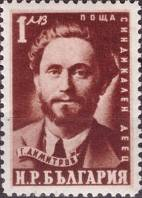 1 ЛВ
ПОЩА
СИНДИКАЛЕН ДЕЕЦ
Г. ДИМИТРОВ
Н.Р. БЪЛГАРИЯ